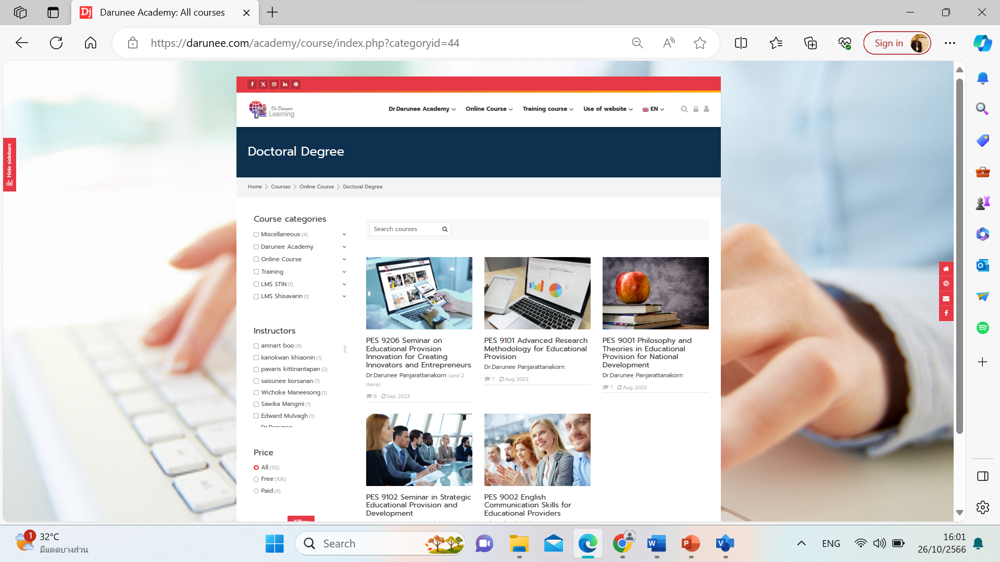 Darunee Academy: All courses
https://darunee.com/academy/course/index.php?categoryid=44
Sign in
Hide sidebars
Dr.Darunee
Learning
Dr.Darunee Academy
Online Course
Training course
Use of website
EN
Doctoral Degree
Home
Courses
Online Course
Doctoral Degree
Course categories
Miscellaneous (4)
Darunee Academy
Online Course
Training
LMS STIN (1)
LMS Shisavarin (1)
Instructors
amnart boo (4)
kanokwan khiaonin (1)
pavaris kittinantapan (2)
saisunee korsanan (1)
Wichoke Maneesong (1)
Sawika Mangmi (1)
Edward Mulvagh (1)
Dr.Darunee
Price
All (112)
Free (106)
Paid (6)
Filter
Search courses
PES 9206 Seminar on
Educational Provision
Innovation for Creating
Innovators and Entrepreneurs
Dr.Darunee Panjarattanakorn (and 2
more)
8 Sep 2023
PES 9101 Advanced Research
Methodology for Educational
Provision
Dr.Darunee Panjarattanakorn
7 Aug 2023
PES 9001 Philosophy and
Theories in Educational
Provision for National
Development
Dr.Darunee Panjarattanakorn
7 Aug 2023
PES 9102 Seminar in Strategic
Educational Provision and
Development
PES 9002 English
Communication Skills for
Educational Providers
1
32°C
มีแดดบางส่วน
Search
ENG
16:01
26/10/2566